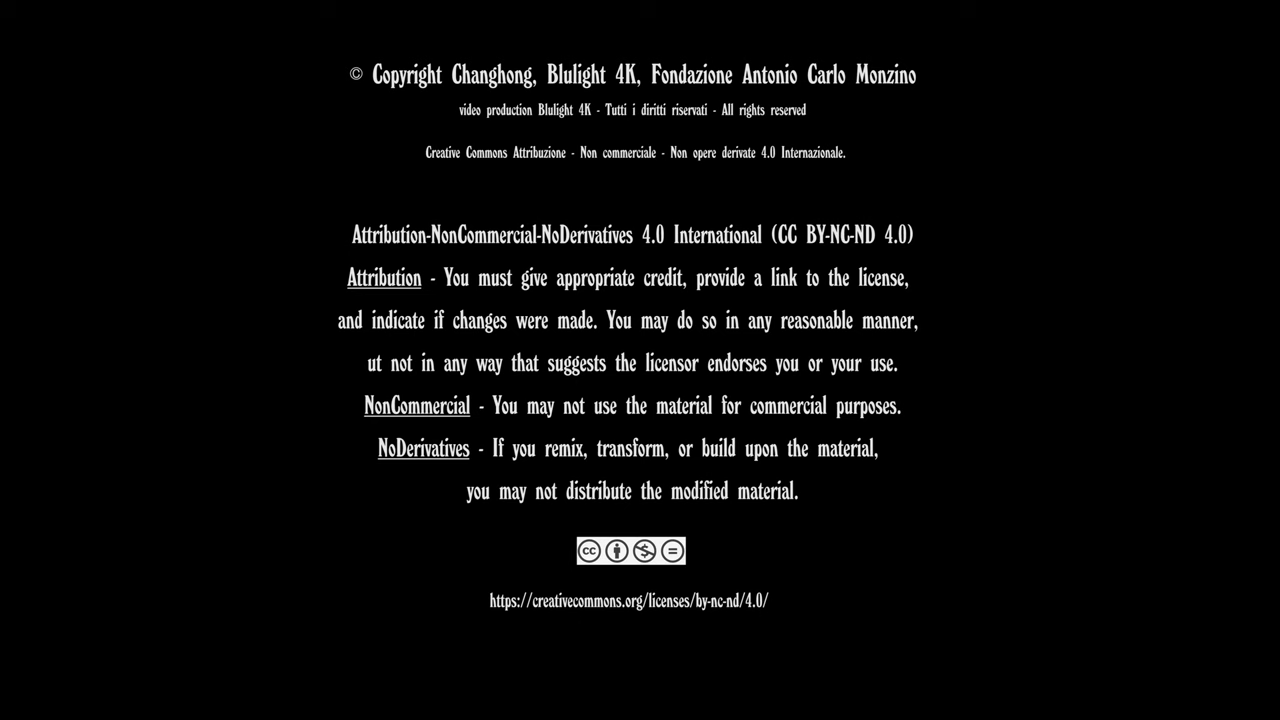 © Copyright Changhong, Blulight 4K, Fondazione Antonio Carlo Monzino
video production Blulight 4K - Tutti i diritti riservati - All rights reserved
Creative Commons Attribuzione - Non commerciale - Non opere derivate 4.0 Internazionale.
Attribution-NonCommercial-NoDerivatives 4.0 International (CC BY-NC-ND 4.0)
Attribution - You must give appropriate credit, provide a link to the license,
and indicate if changes were made. You may do so in any reasonable manner,
ut not in any way that suggests the licensor endorses you or your use.
NonCommercial - You may not use the material for commercial purposes.
NoDerivatives - If you remix, transform, or build upon the material,
you may not distribute the modified material.
cc
https://creativecommons.org/licenses/by-nc-nd/4.0/